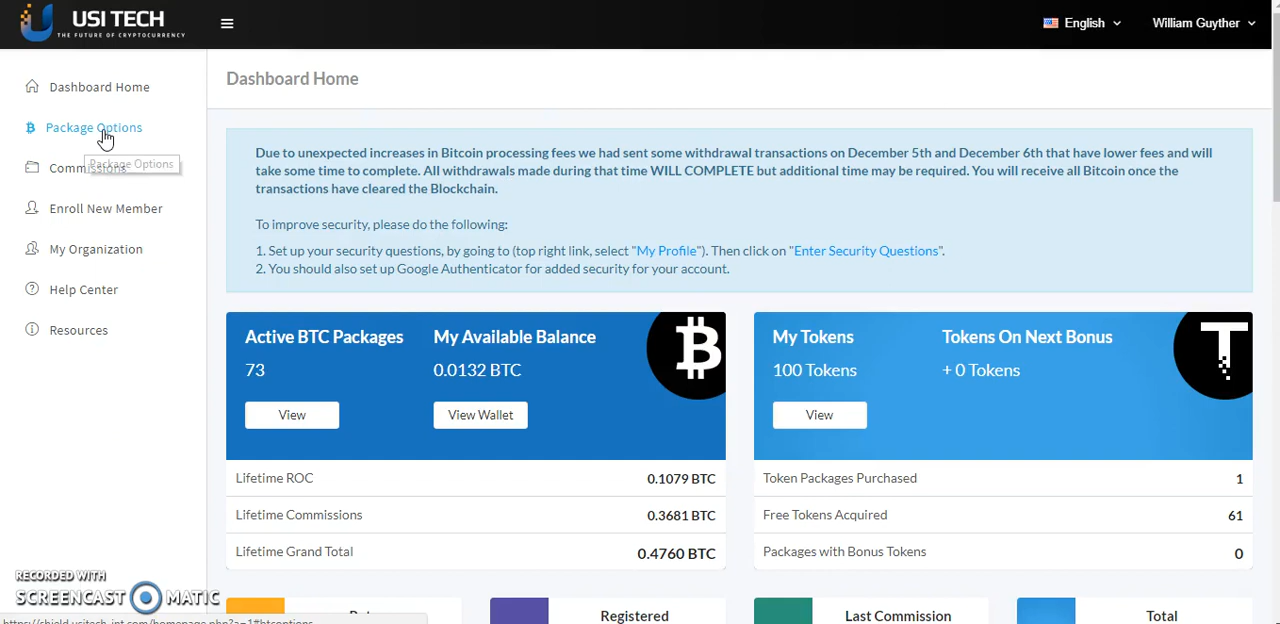 USI TECH
THE FUTURE OF CRYPTOCURRENCY
English
William Guyther
Dashboard Home
Package Options
Package Options
Commissions
Enroll New Member
My Organization
Help Center
Resources
Dashboard Home
Due to unexpected increases in Bitcoin processing fees we had sent some withdrawal transactions on December 5th and December 6th that have lower fees and will
take some time to complete. All withdrawals made during that time WILL COMPLETE but additional time may be required. You will receive all Bitcoin once the
transactions have cleared the Blockchain.
To improve security, please do the following:
1. Set up your security questions, by going to (top right link, select "My Profile"). Then click on "Enter Security Questions".
2. You should also set up Google Authenticator for added security for your account.
Active BTC Packages
73
View
My Available Balance
0.0132 BTC
View Wallet
Lifetime ROC 0.1079 BTC
Lifetime Commissions 0.3681 BTC
Lifetime Grand Total 0.4760 BTC
My Tokens
100 Tokens
View
Tokens On Next Bonus
+ 0 Tokens
T
Token Packages Purchased 1
Free Tokens Acquired 61
Packages with Bonus Tokens 0
Registered
Last Commission
Total
RECORDED WITH
SCREENCAST MATIC